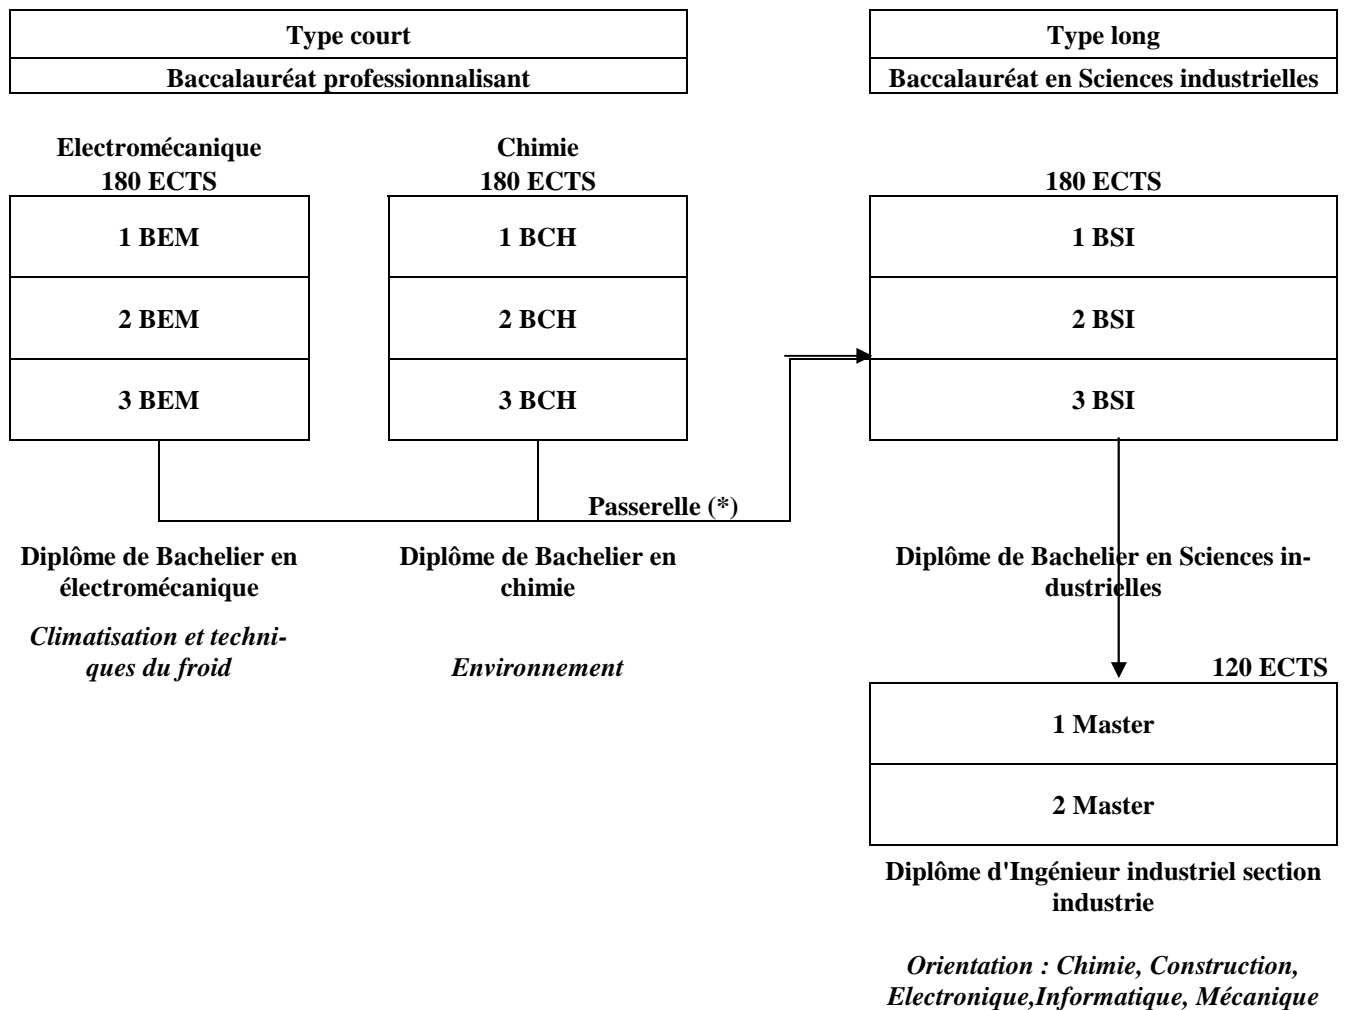 Type court
Baccalauréat professionnalisant
Type long
Baccalauréat en Sciences industrielles
Electromécanique
180 ECTS
1 BEM
2 BEM
3 BEM
Chimie
180 ECTS
1 BCH
2 BCH
3 BCH
180 ECTS
1 BSI
2 BSI
3 BSI
Passerelle (*)
Diplôme de Bachelier en
électromécanique
Climatisation et techni-
ques du froid
Diplôme de Bachelier en
chimie
Environnement
Diplôme de Bachelier en Sciences in-
dustrielles
120 ECTS
1 Master
2 Master
Diplôme d'Ingénieur industriel section
industrie
Orientation : Chimie, Construction,
Electronique,Informatique, Mécanique